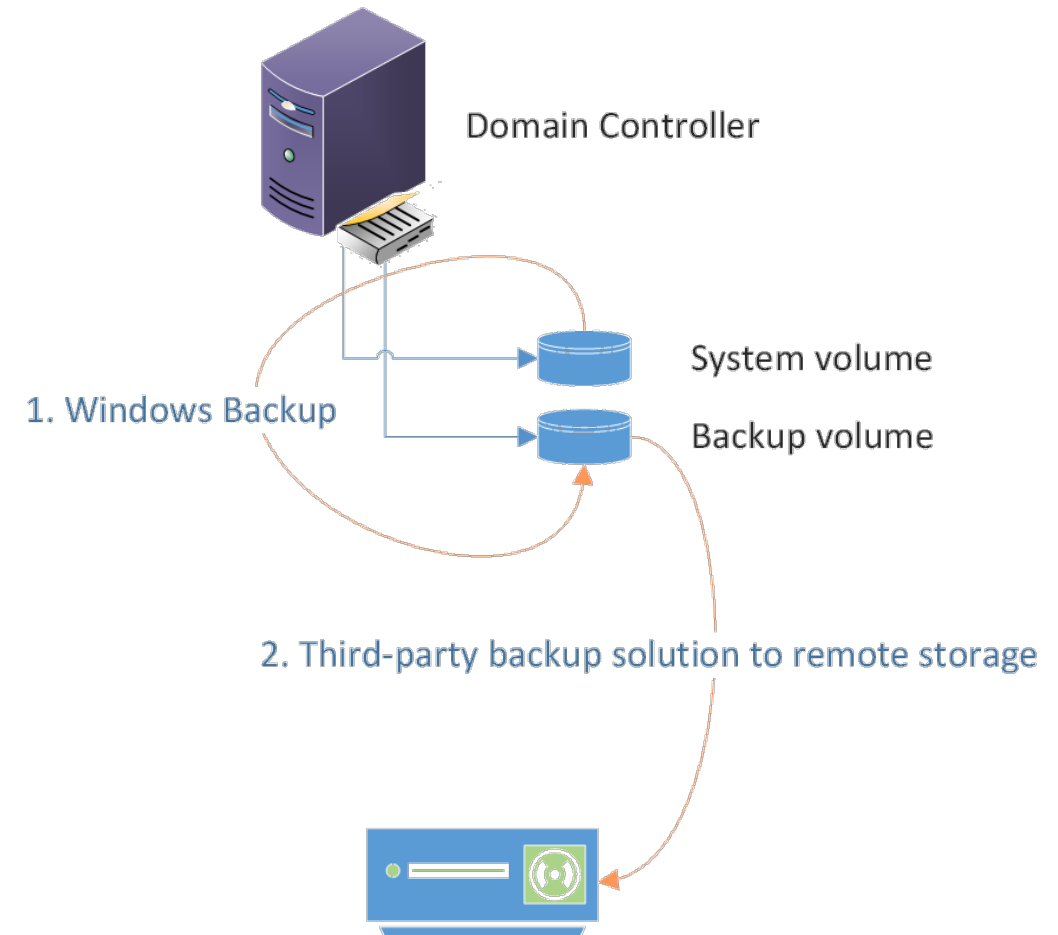 Domain Controller
System volume
1. Windows Backup
Backup volume
2. Third-party backup solution to remote storage